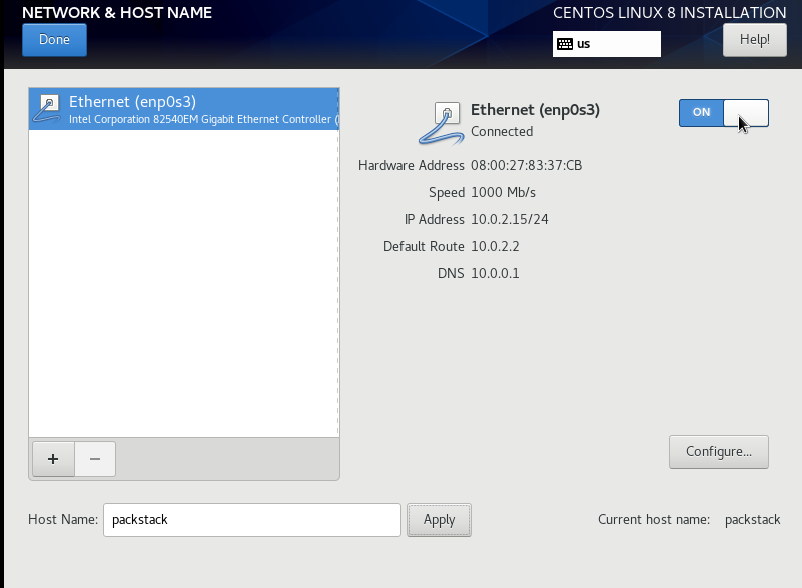 NETWORK & HOST NAME
CENTOS LINUX 8 INSTALLATION
Done
us
Help!
Ethernet (enp0s3)
Intel Corporation 82540EM Gigabit Ethernet Controller (
Ethernet (enp0s3)
Connected
ON
Hardware Address 08:00:27:83:37:CB
Speed 1000 Mb/s
IP Address 10.0.2.15/24
Default Route 10.0.2.2
DNS 10.0.0.1
+ −
Configure...
Host Name: packstack Apply Current host name: packstack